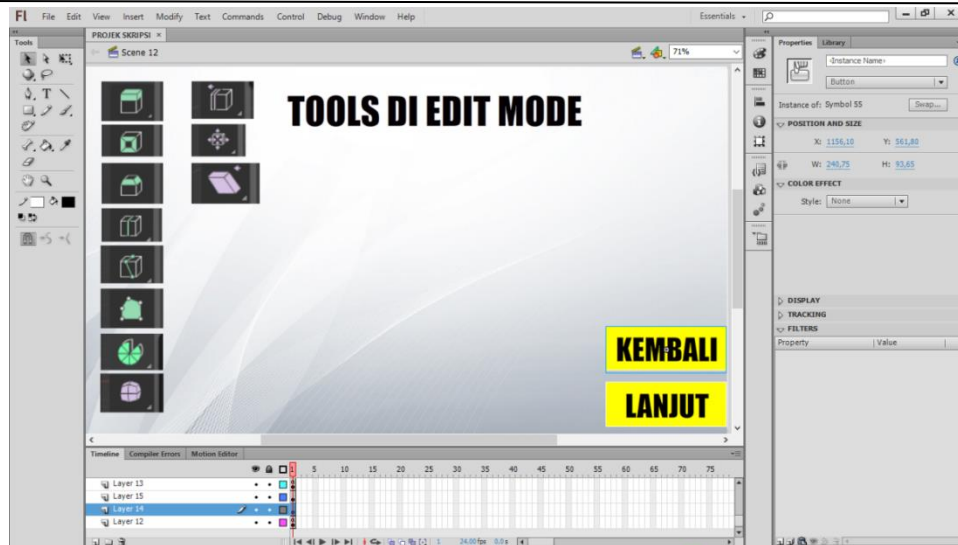 Fl File Edit View Insert Modify Text Commands Control Debug Window Help Essentials
PROJEK SKRIPSI ×
Tools
Scene 12
71%
Properties Library
<Instance Name>
Button
Instance of: Symbol 55 Swap...
POSITION AND SIZE
X: 1156,10 Y: 561,80
W: 240,75 H: 93,65
COLOR EFFECT
Style: None
DISPLAY
TRACKING
FILTERS
Property Value
TOOLS DI EDIT MODE
KEMBALI
LANJUT
Timeline Compiler Errors Motion Editor
1 5 10 15 20 25 30 35 40 45 50 55 60 65 70 75
Layer 13
Layer 15
Layer 14
Layer 12
1 24.00 fps 0.0 s